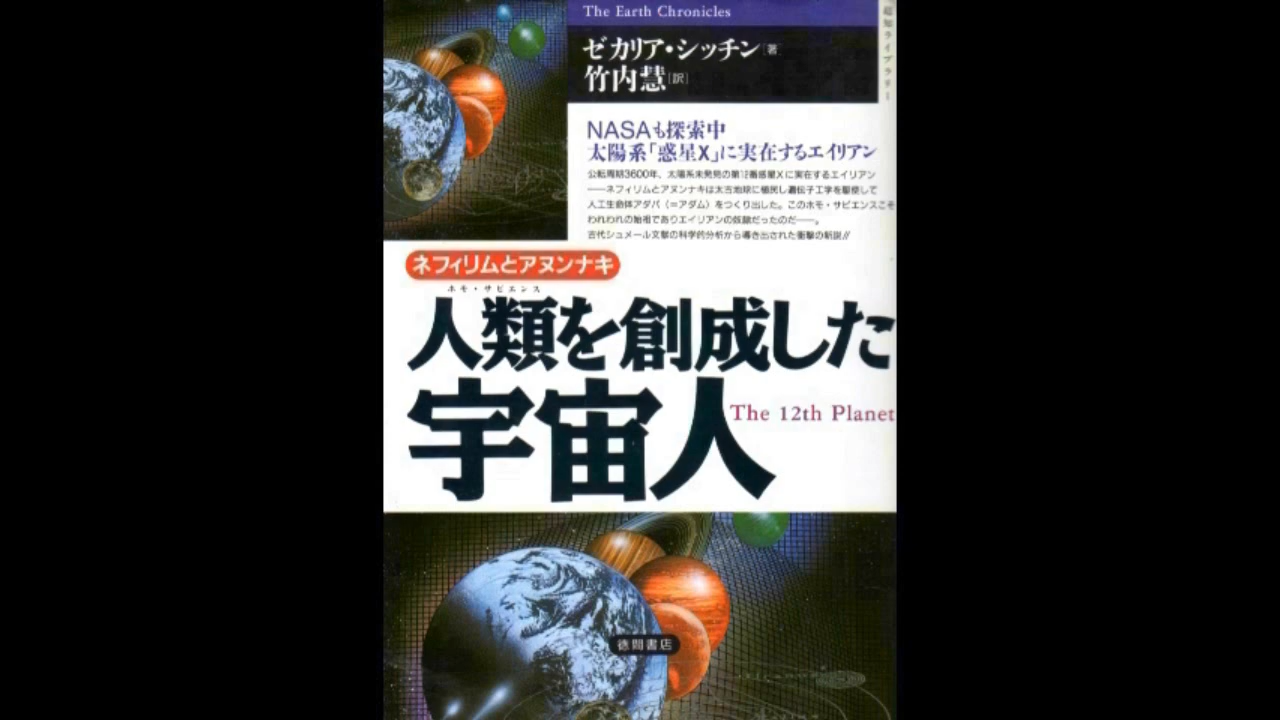 The Earth Chronicles
ゼカリア・シッチン[著]
竹内慧[訳]
超知ライブラリー
NASAも探索中
太陽系「惑星X」に実在するエイリアン
公転周期3600年、太陽系未発見の第12番惑星Xに実在するエイリアン
――ネフィリムとアヌンナキは太古地球に植民し遺伝子工学を駆使して
人工生命体アダパ（＝アダム）をつくり出した。このホモ・サピエンスこそ
われわれの始祖でありエイリアンの奴隷だったのだ――。
古代シュメール文献の科学的分析から導き出された衝撃の新説!!
ネフィリムとアヌンナキ
ホモ・サピエンス
人類を創成した
宇宙人
The 12th Planet
徳間書店